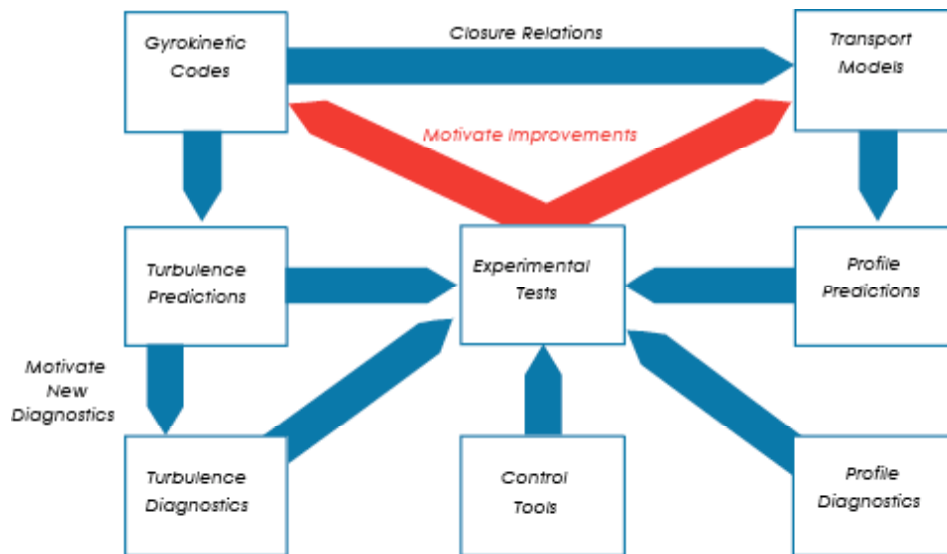 Gyrokinetic
Codes
Closure Relations
Transport
Models
Motivate Improvements
Turbulence
Predictions
Experimental
Tests
Profile
Predictions
Motivate
New
Diagnostics
Turbulence
Diagnostics
Control
Tools
Profile
Diagnostics